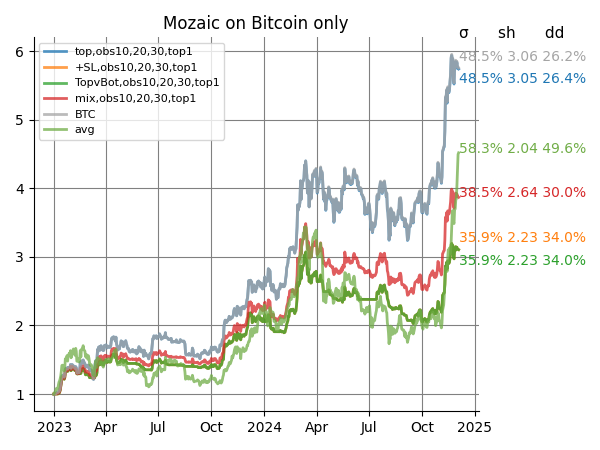 Mozaic on Bitcoin only
σ sh dd
top,obs10,20,30,top1
+SL,obs10,20,30,top1
TopvBot,obs10,20,30,top1
mix,obs10,20,30,top1
BTC
avg
48.5% 3.06 26.2%
48.5% 3.05 26.4%
58.3% 2.04 49.6%
38.5% 2.64 30.0%
35.9% 2.23 34.0%
35.9% 2.23 34.0%
6
5
4
3
2
1
2023 Apr Jul Oct 2024 Apr Jul Oct 2025